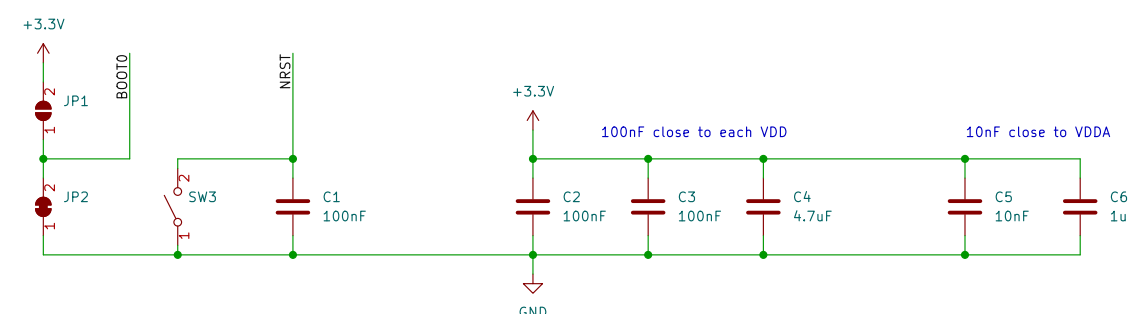 +3.3V
BOOT0
NRST
2
JP1
1
+3.3V
100nF close to each VDD
10nF close to VDDA
2
JP2
1
2
SW3
1
C1
100nF
C2
100nF
C3
100nF
C4
4.7uF
C5
10nF
C6
1u
GND